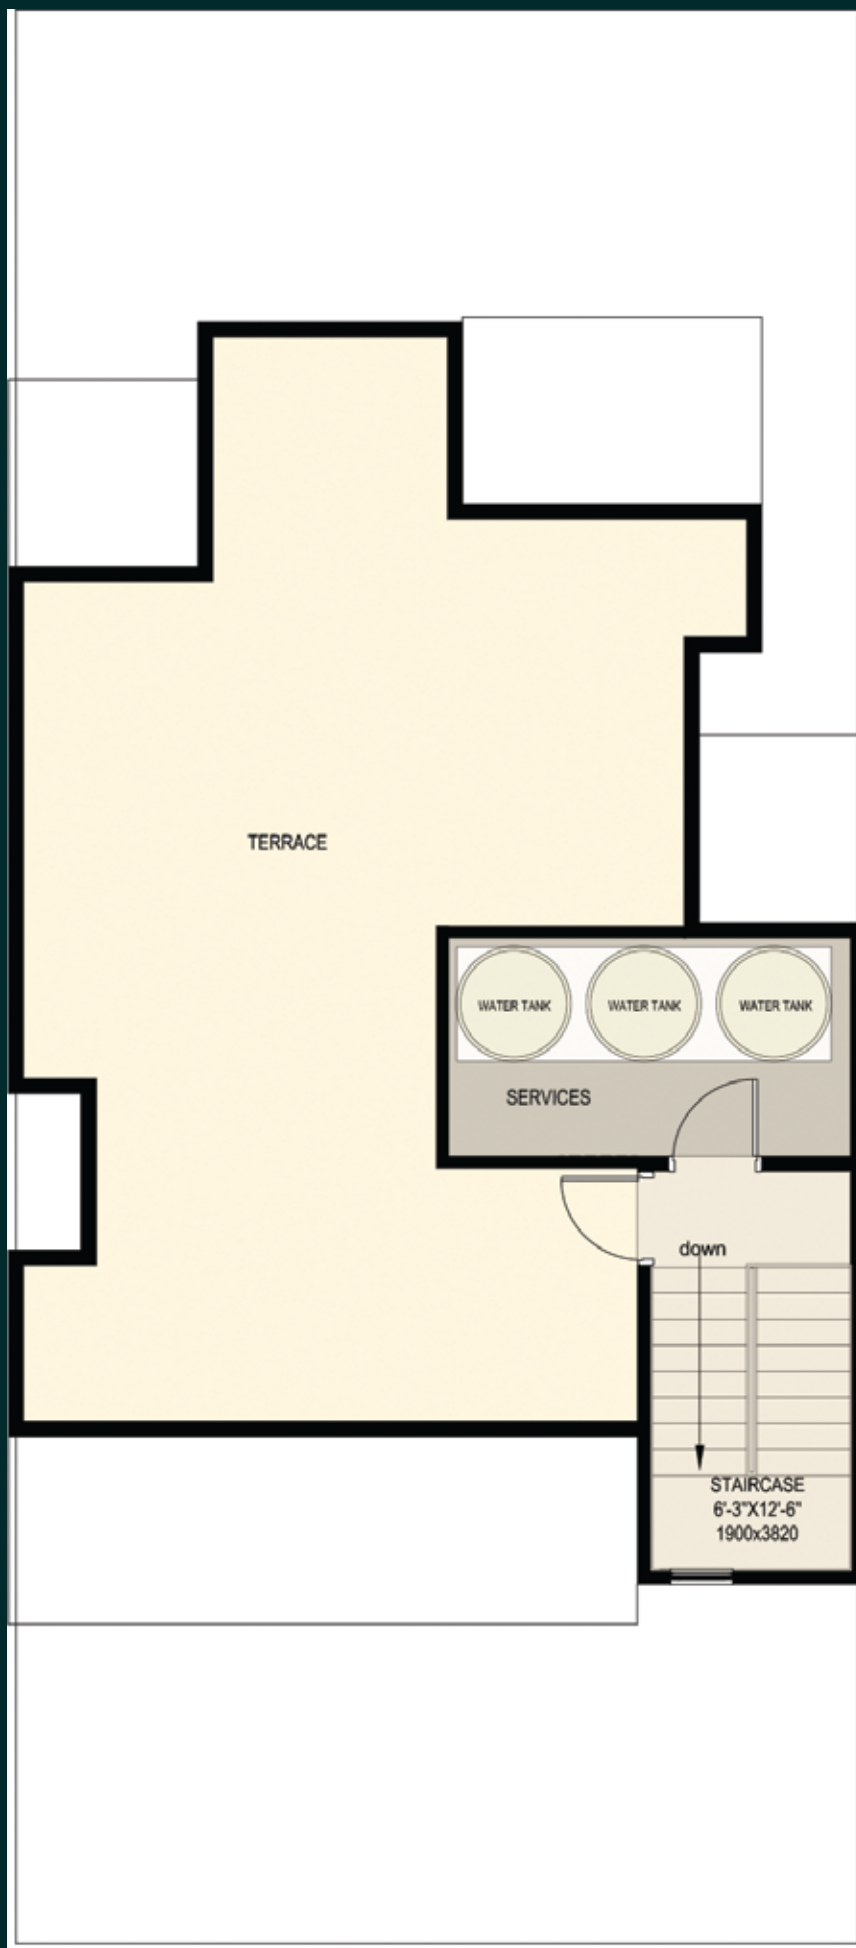 TERRACE
WATER TANK
WATER TANK
WATER TANK
SERVICES
down
STAIRCASE
6'-3"X12'-6"
1900x3820